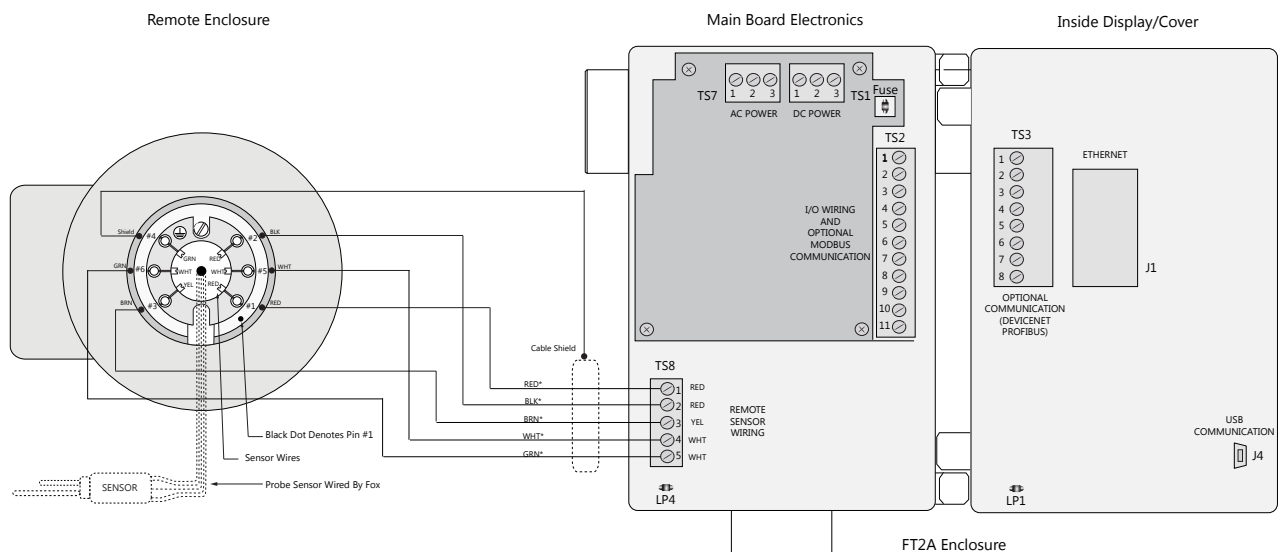 Remote Enclosure
Main Board Electronics
Inside Display/Cover
TS7
1 2 3
AC POWER
1 2 3
DC POWER
TS1
Fuse
TS2
1
2
3
4
5
6
7
8
9
10
11
I/O WIRING
AND
OPTIONAL
MODBUS
COMMUNICATION
TS3
1
2
3
4
5
6
7
8
ETHERNET
J1
OPTIONAL
COMMUNICATION
(DEVICENET
PROFIBUS)
Shield
#4
#2
BLK
GRN
RED
GRN
#6
WHT
WHT
#5
WHT
YEL
RED
BRN
#3
#1
RED
Cable Shield
TS8
RED*
1
RED
BLK*
2
RED
BRN*
3
YEL
WHT*
4
WHT
GRN*
5
WHT
REMOTE
SENSOR
WIRING
Black Dot Denotes Pin #1
Sensor Wires
Probe Sensor Wired By Fox
SENSOR
LP4
USB
COMMUNICATION
J4
LP1
FT2A Enclosure